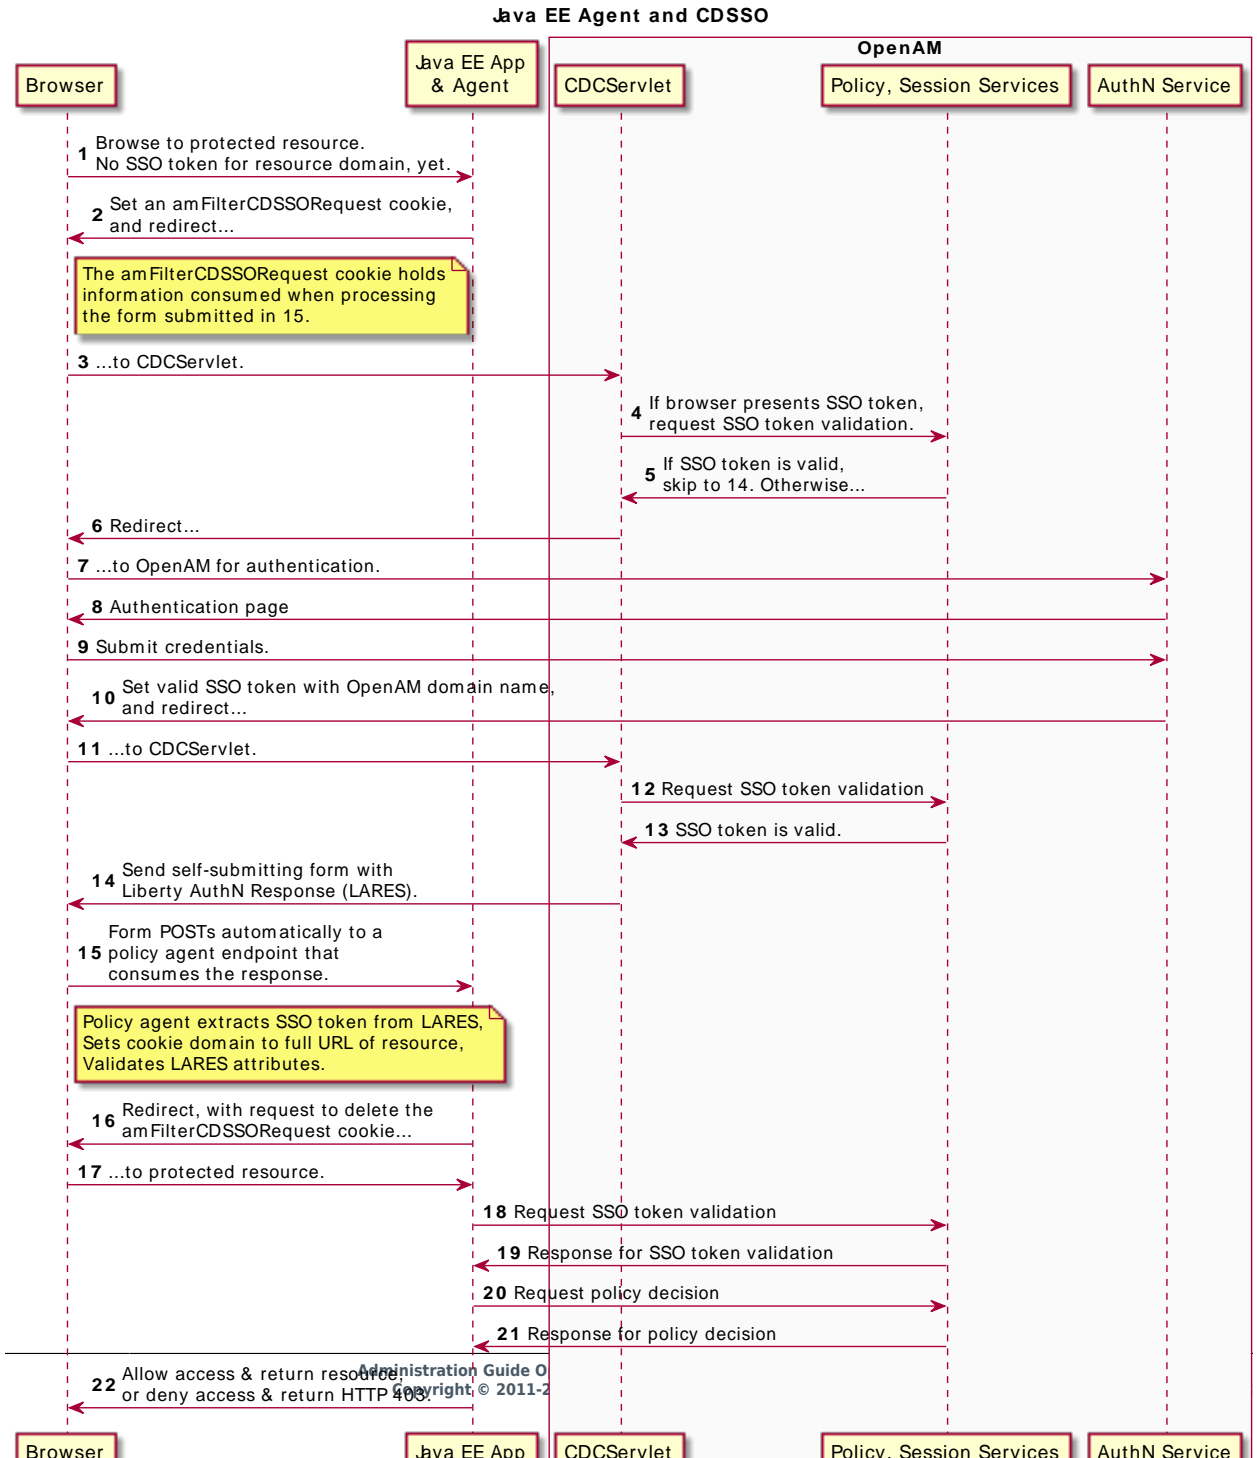 Java EE Agent and CDSSO
OpenAM
Browser
Java EE App
& Agent
CDCServlet
Policy, Session Services
AuthN Service
1 Browse to protected resource.
No SSO token for resource domain, yet.
2 Set an amFilterCDSSORequest cookie,
and redirect...
The amFilterCDSSORequest cookie holds
information consumed when processing
the form submitted in 15.
3 ...to CDCServlet.
4 If browser presents SSO token,
request SSO token validation.
5 If SSO token is valid,
skip to 14. Otherwise...
6 Redirect...
7 ...to OpenAM for authentication.
8 Authentication page
9 Submit credentials.
10 Set valid SSO token with OpenAM domain name,
and redirect...
11 ...to CDCServlet.
12 Request SSO token validation
13 SSO token is valid.
14 Send self-submitting form with
Liberty AuthN Response (LARES).
15 Form POSTs automatically to a
policy agent endpoint that
consumes the response.
Policy agent extracts SSO token from LARES,
Sets cookie domain to full URL of resource,
Validates LARES attributes.
16 Redirect, with request to delete the
amFilterCDSSORequest cookie...
17 ...to protected resource.
18 Request SSO token validation
19 Response for SSO token validation
20 Request policy decision
21 Response for policy decision
22 Allow access & return resource,
or deny access & return HTTP 403.
Administration Guide O
Copyright © 2011-2
Browser
Java EE App
CDCServlet
Policy, Session Services
AuthN Service